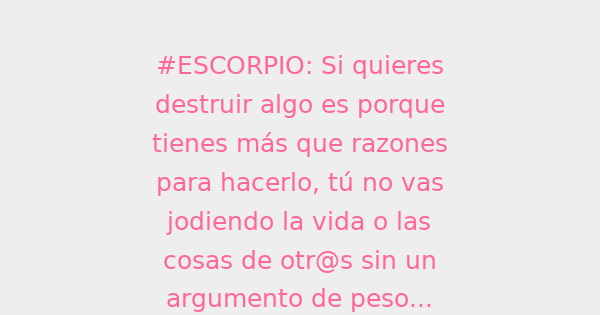 #ESCORPIO: Si quieres
destruir algo es porque
tienes más que razones
para hacerlo, tú no vas
jodiendo la vida o las
cosas de otr@s sin un
argumento de peso...